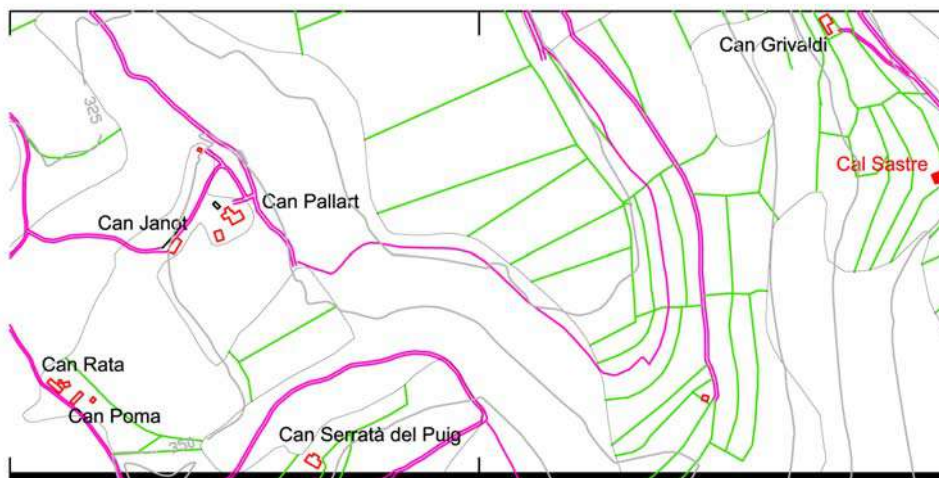 Can Grivaldi
325
Cal Sastre
Can Pallart
Can Janot
Can Rata
Can Poma
Can Serratà del Puig
350